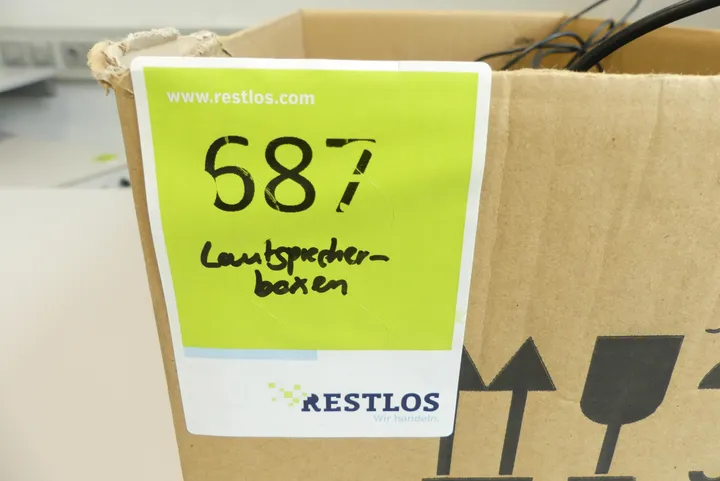 www.restlos.com
687
Lautsprecher-
boxen
RESTLOS
Wir handeln.